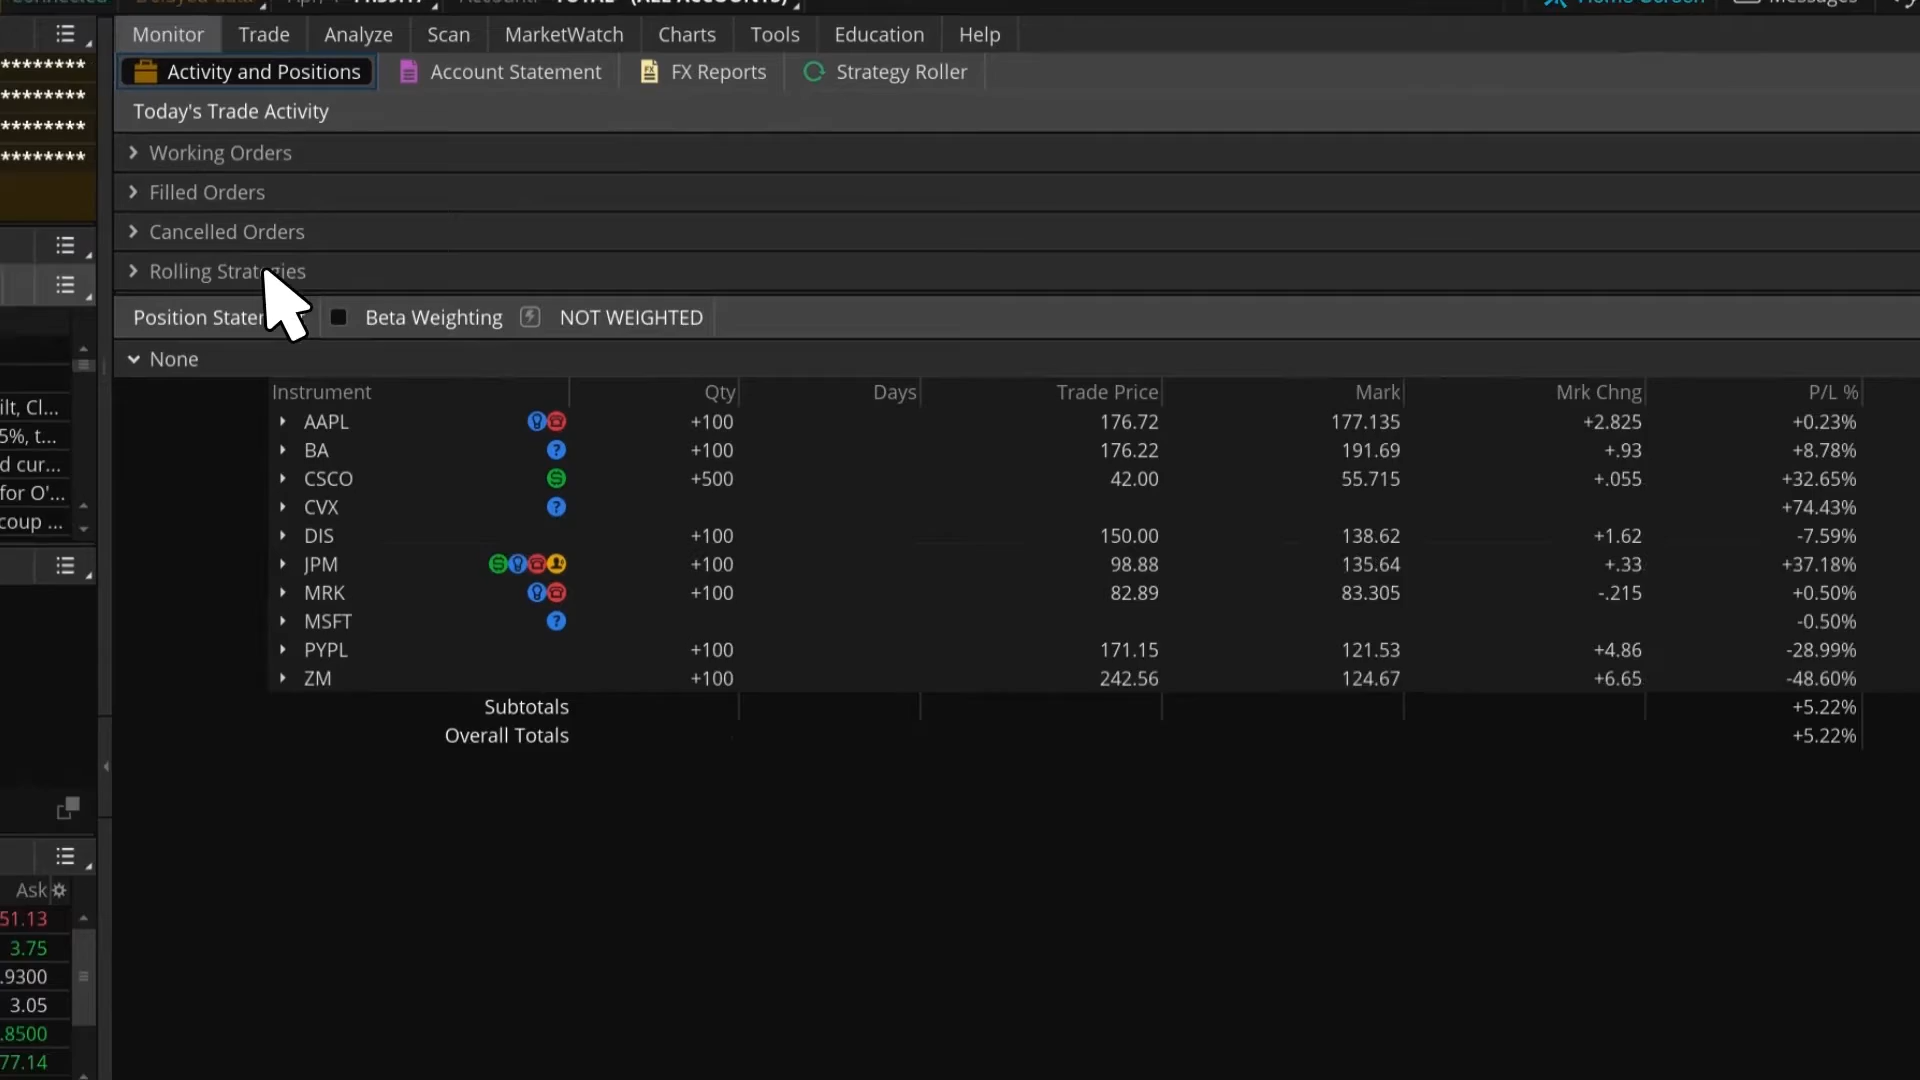 Monitor Trade Analyze Scan MarketWatch Charts Tools Education Help
Activity and Positions Account Statement FX Reports Strategy Roller
Today's Trade Activity
Working Orders
Filled Orders
Cancelled Orders
Rolling Strategies
Position Beta Weighting NOT WEIGHTED
None
Instrument Qty Days Trade Price Mark Mrk Chng P/L %
AAPL +100 176.72 177.135 +2.825 +0.23%
BA +100 176.22 191.69 +.93 +8.78%
CSCO +500 42.00 55.715 +.055 +32.65%
CVX +74.43%
DIS +100 150.00 138.62 +1.62 -7.59%
JPM +100 98.88 135.64 +.33 +37.18%
MRK +100 82.89 83.305 -.215 +0.50%
MSFT -0.50%
PYPL +100 171.15 121.53 +4.86 -28.99%
ZM +100 242.56 124.67 +6.65 -48.60%
Subtotals +5.22%
Overall Totals +5.22%
********
********
********
********
ilt, Cl...
5%, t...
d cur...
for O'...
coup ...
Ask
51.13
3.75
.9300
3.05
.8500
77.14